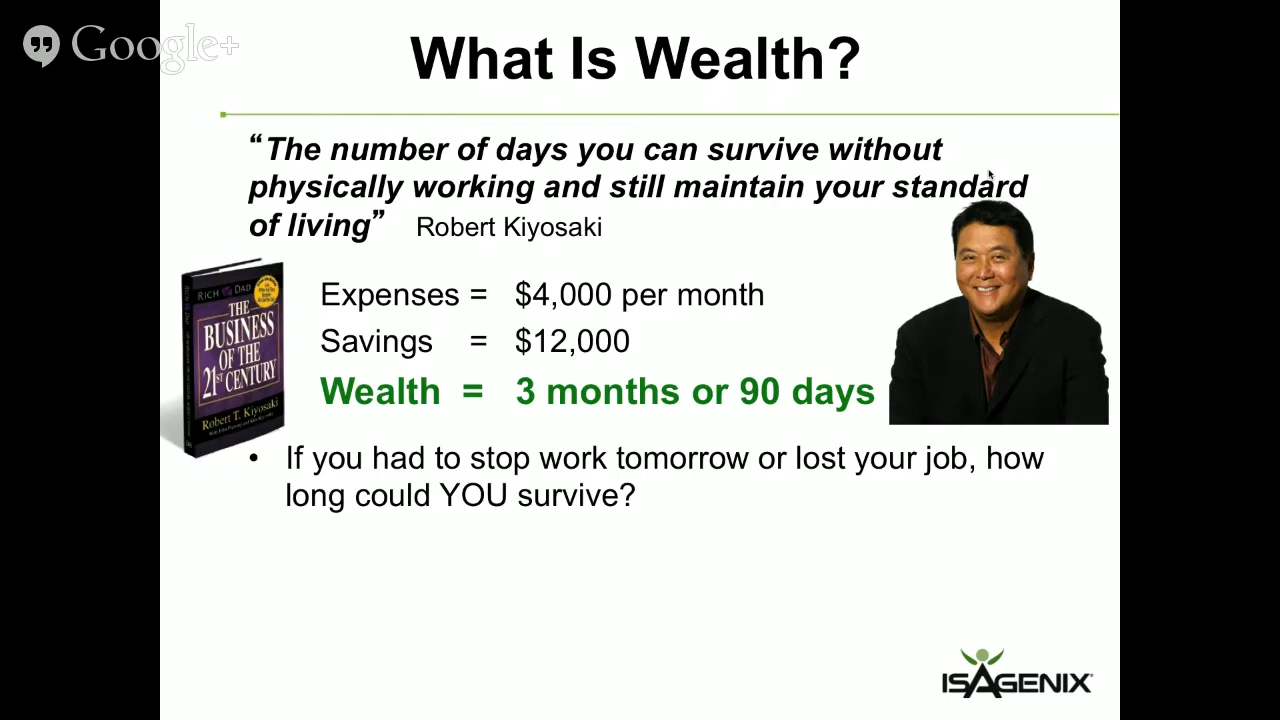 Google+
What Is Wealth?
“The number of days you can survive without
physically working and still maintain your standard
of living” Robert Kiyosaki
RICH DAD
THE
BUSINESS
OF THE
21ST CENTURY
Robert T. Kiyosaki
Expenses = $4,000 per month
Savings = $12,000
Wealth = 3 months or 90 days
• If you had to stop work tomorrow or lost your job, how
long could YOU survive?
ISAGENIX